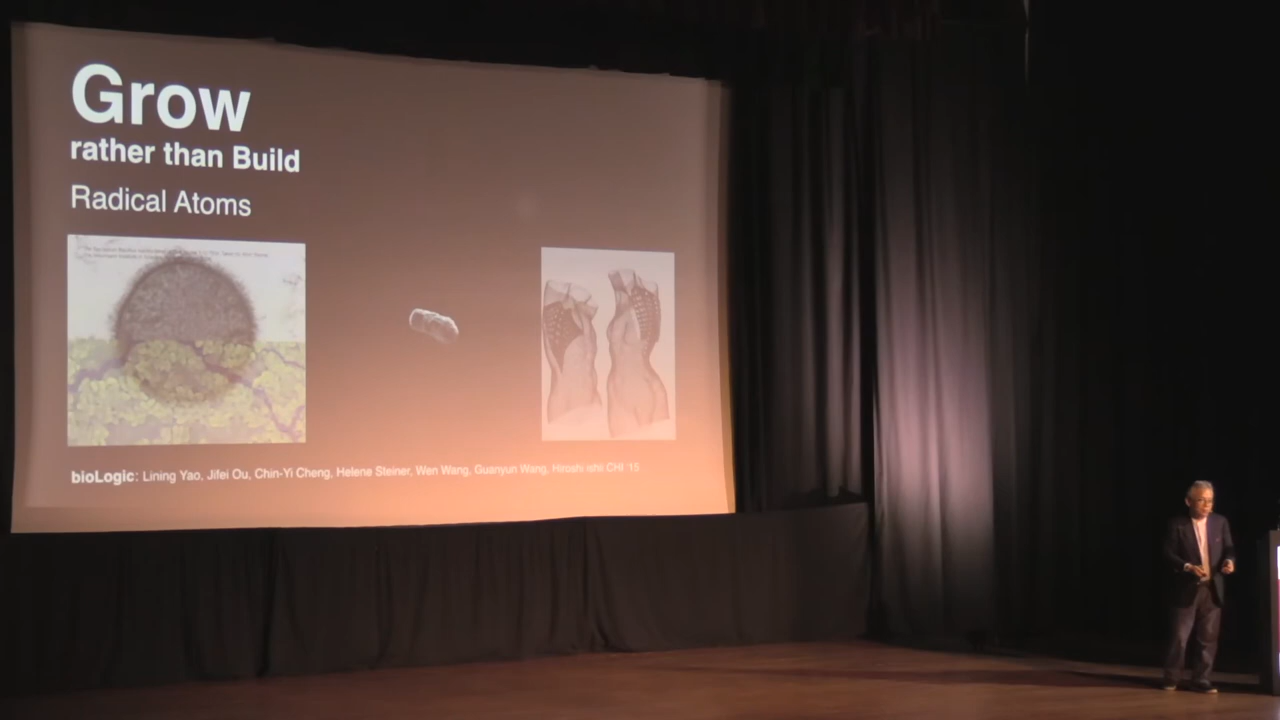 Grow
rather than Build
Radical Atoms
bioLogic: Lining Yao, Jifei Ou, Chin-Yi Cheng, Helene Steiner, Wen Wang, Guanyun Wang, Hiroshi Ishii CHI '15